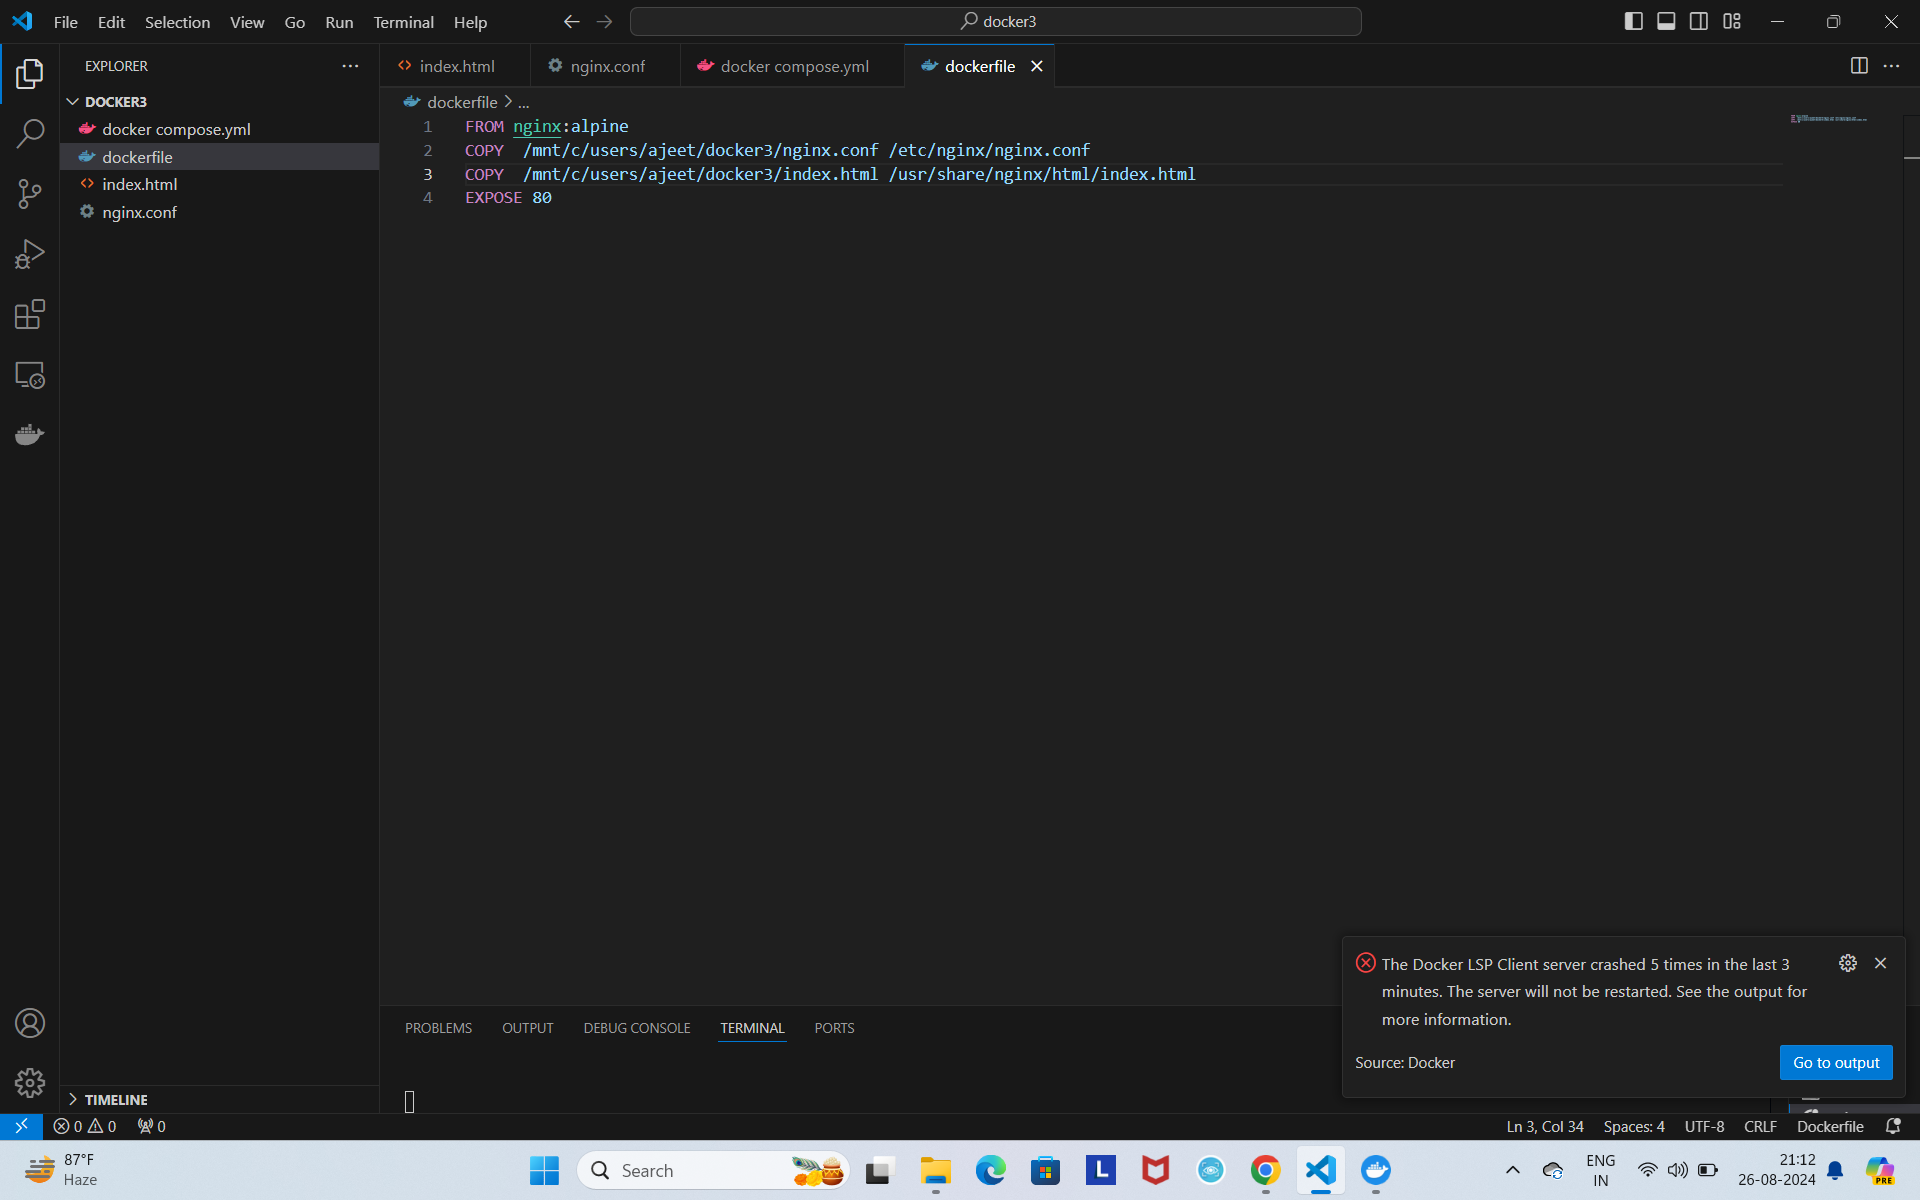 File Edit Selection View Go Run Terminal Help
docker3
EXPLORER
DOCKER3
docker compose.yml
dockerfile
index.html
nginx.conf
index.html
nginx.conf
docker compose.yml
dockerfile
dockerfile > ...
1 FROM nginx:alpine
2 COPY  /mnt/c/users/ajeet/docker3/nginx.conf /etc/nginx/nginx.conf
3 COPY  /mnt/c/users/ajeet/docker3/index.html /usr/share/nginx/html/index.html
4 EXPOSE 80
PROBLEMS OUTPUT DEBUG CONSOLE TERMINAL PORTS
The Docker LSP Client server crashed 5 times in the last 3
minutes. The server will not be restarted. See the output for
more information.
Source: Docker
Go to output
TIMELINE
0 0 0
Ln 3, Col 34 Spaces: 4 UTF-8 CRLF Dockerfile
87°F
Haze
Search
L
ENG
IN
21:12
26-08-2024
PRE